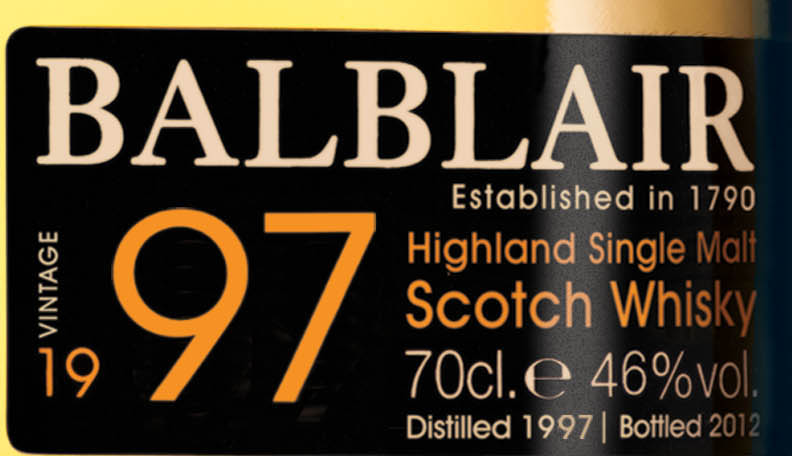 BALBLAIR
Established in 1790
VINTAGE
19 97
Highland Single Malt
Scotch Whisky
70cl. ℮ 46%vol.
Distilled 1997 | Bottled 2012